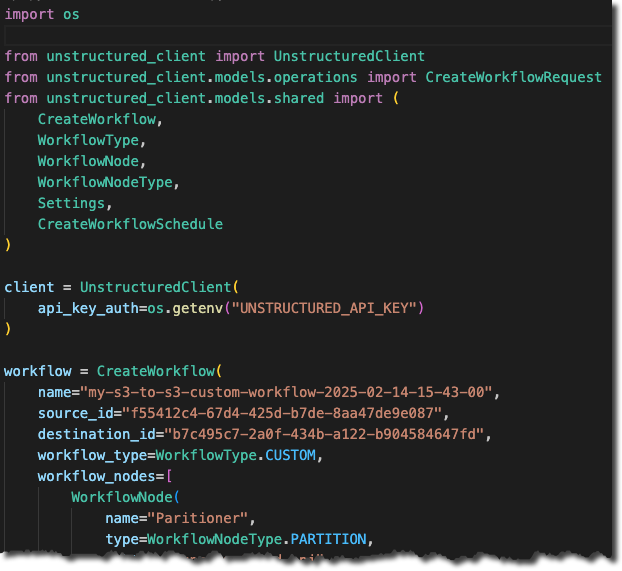 import os
from unstructured_client import UnstructuredClient
from unstructured_client.models.operations import CreateWorkflowRequest
from unstructured_client.models.shared import (
    CreateWorkflow,
    WorkflowType,
    WorkflowNode,
    WorkflowNodeType,
    Settings,
    CreateWorkflowSchedule
)
client = UnstructuredClient(
    api_key_auth=os.getenv("UNSTRUCTURED_API_KEY")
)
workflow = CreateWorkflow(
    name="my-s3-to-s3-custom-workflow-2025-02-14-15-43-00",
    source_id="f55412c4-67d4-425d-b7de-8aa47de9e087",
    destination_id="b7c495c7-2a0f-434b-a122-b904584647fd",
    workflow_type=WorkflowType.CUSTOM,
    workflow_nodes=[
        WorkflowNode(
            name="Paritioner",
            type=WorkflowNodeType.PARTITION,